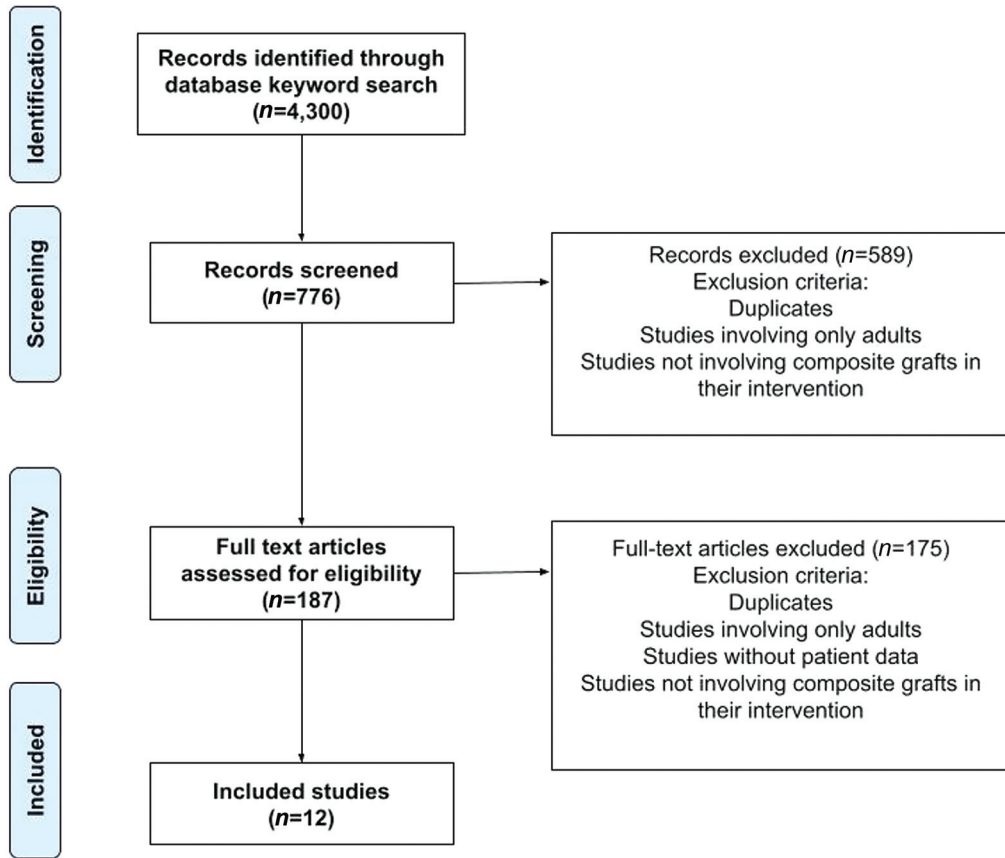 Identification
Records identified through
database keyword search
(n=4,300)
Screening
Records screened
(n=776)
Records excluded (n=589)
Exclusion criteria:
Duplicates
Studies involving only adults
Studies not involving composite grafts in
their intervention
Eligibility
Full text articles
assessed for eligibility
(n=187)
Full-text articles excluded (n=175)
Exclusion criteria:
Duplicates
Studies involving only adults
Studies without patient data
Studies not involving composite grafts in
their intervention
Included
Included studies
(n=12)